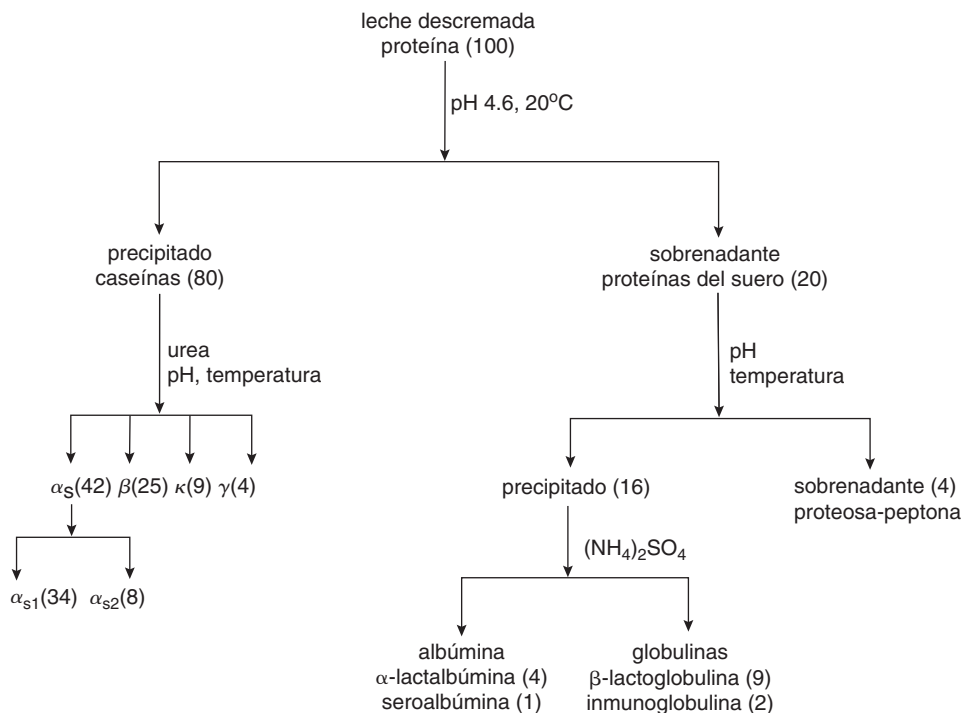 leche descremada
proteína (100)
pH 4.6, 20°C
precipitado
caseínas (80)
sobrenadante
proteínas del suero (20)
urea
pH, temperatura
pH
temperatura
αS(42) β(25) κ(9) γ(4)
precipitado (16)
sobrenadante (4)
proteosa-peptona
(NH4)2SO4
αs1(34) αs2(8)
albúmina
α-lactalbúmina (4)
seroalbúmina (1)
globulinas
β-lactoglobulina (9)
inmunoglobulina (2)